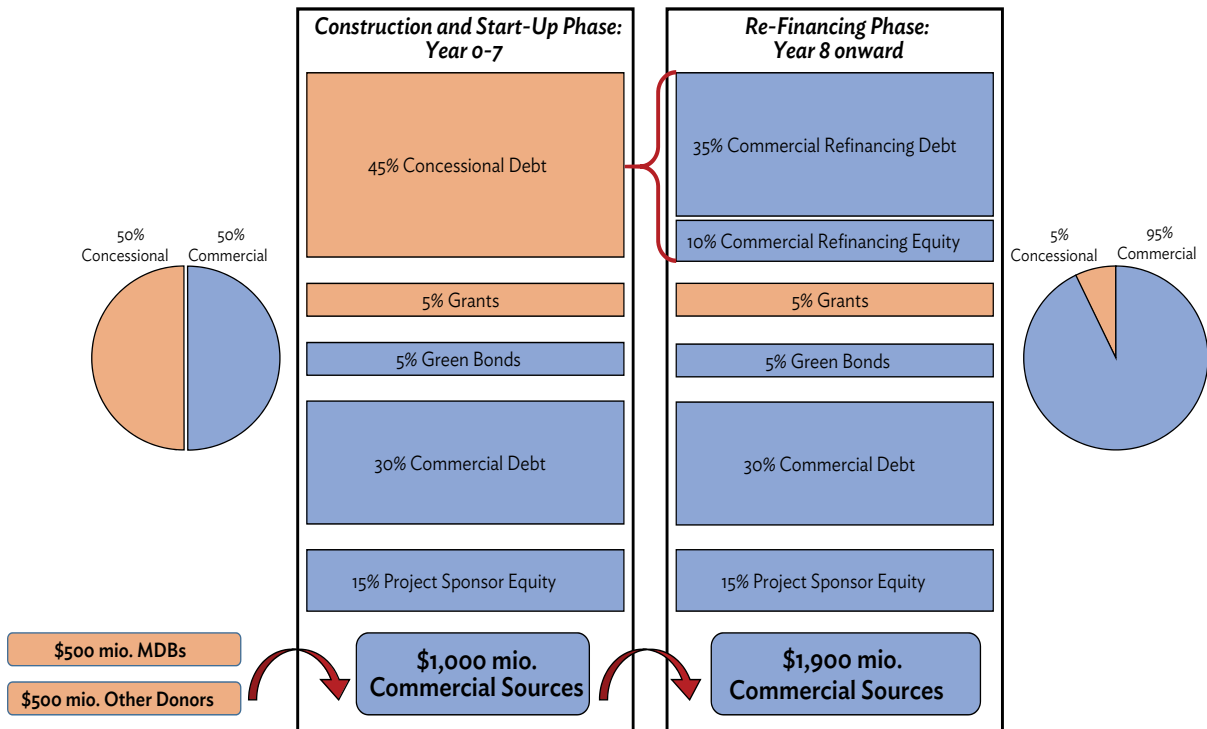 Construction and Start-Up Phase:
Year 0-7
Re-Financing Phase:
Year 8 onward
45% Concessional Debt
35% Commercial Refinancing Debt
10% Commercial Refinancing Equity
50%
Concessional
50%
Commercial
5%
Concessional
95%
Commercial
5% Grants
5% Grants
5% Green Bonds
5% Green Bonds
30% Commercial Debt
30% Commercial Debt
15% Project Sponsor Equity
15% Project Sponsor Equity
$500 mio. MDBs
$500 mio. Other Donors
$1,000 mio.
Commercial Sources
$1,900 mio.
Commercial Sources